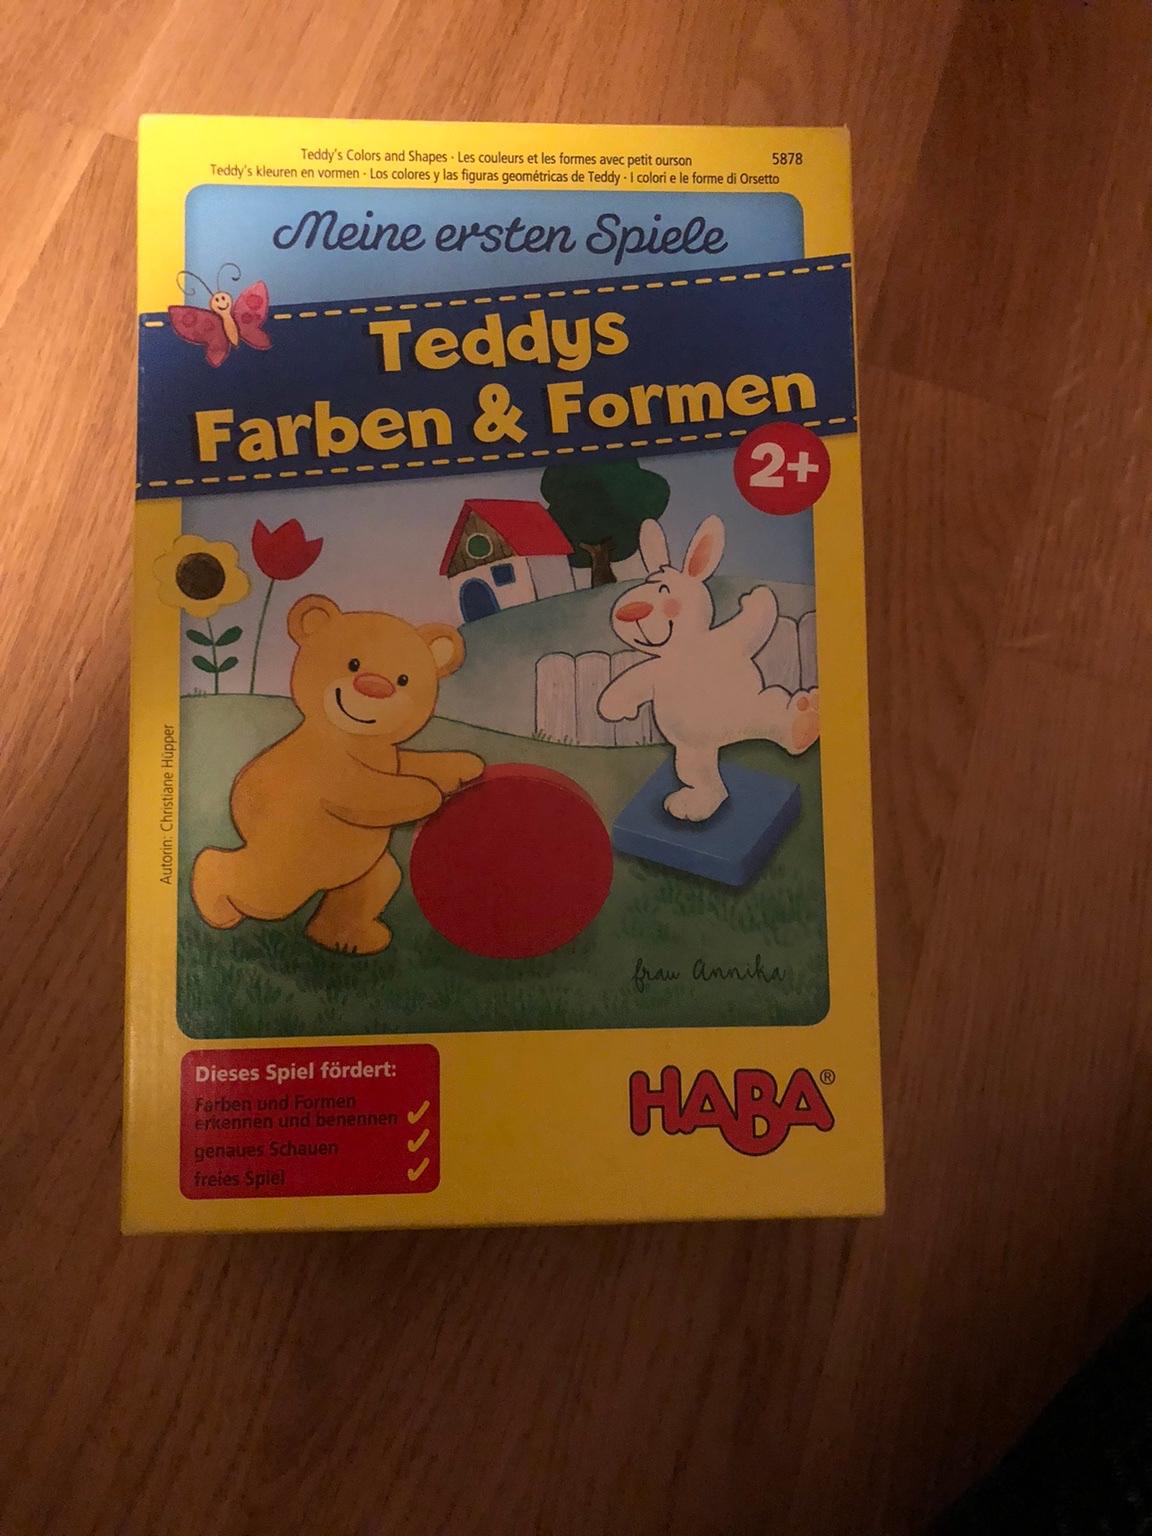 Teddy's Colors and Shapes · Les couleurs et les formes avec petit ourson
5878
Teddy's kleuren en vormen · Los colores y las figuras geométricas de Teddy · I colori e le forme di Orsetto
Meine ersten Spiele
Teddys
Farben & Formen
2+
Autorin: Christiane Hüpper
frau Annika
Dieses Spiel fördert:
Farben und Formen
erkennen und benennen
genaues Schauen
freies Spiel
HABA®